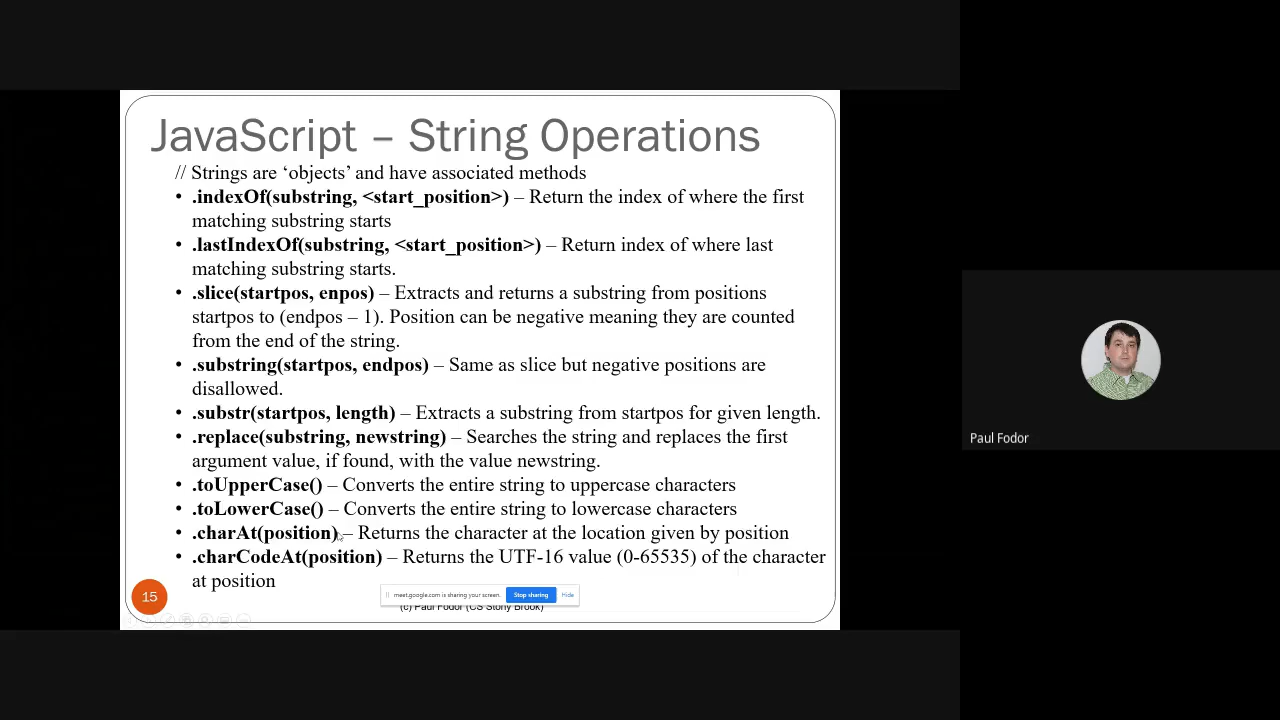 JavaScript – String Operations
// Strings are ‘objects’ and have associated methods
• .indexOf(substring, <start_position>) – Return the index of where the first
matching substring starts
• .lastIndexOf(substring, <start_position>) – Return index of where last
matching substring starts.
• .slice(startpos, enpos) – Extracts and returns a substring from positions
startpos to (endpos – 1). Position can be negative meaning they are counted
from the end of the string.
• .substring(startpos, endpos) – Same as slice but negative positions are
disallowed.
• .substr(startpos, length) – Extracts a substring from startpos for given length.
• .replace(substring, newstring) – Searches the string and replaces the first
argument value, if found, with the value newstring.
• .toUpperCase() – Converts the entire string to uppercase characters
• .toLowerCase() – Converts the entire string to lowercase characters
• .charAt(position) – Returns the character at the location given by position
• .charCodeAt(position) – Returns the UTF-16 value (0-65535) of the character
at position
15
meet.google.com is sharing your screen. Stop sharing Hide
(c) Paul Fodor (CS Stony Brook)
Paul Fodor